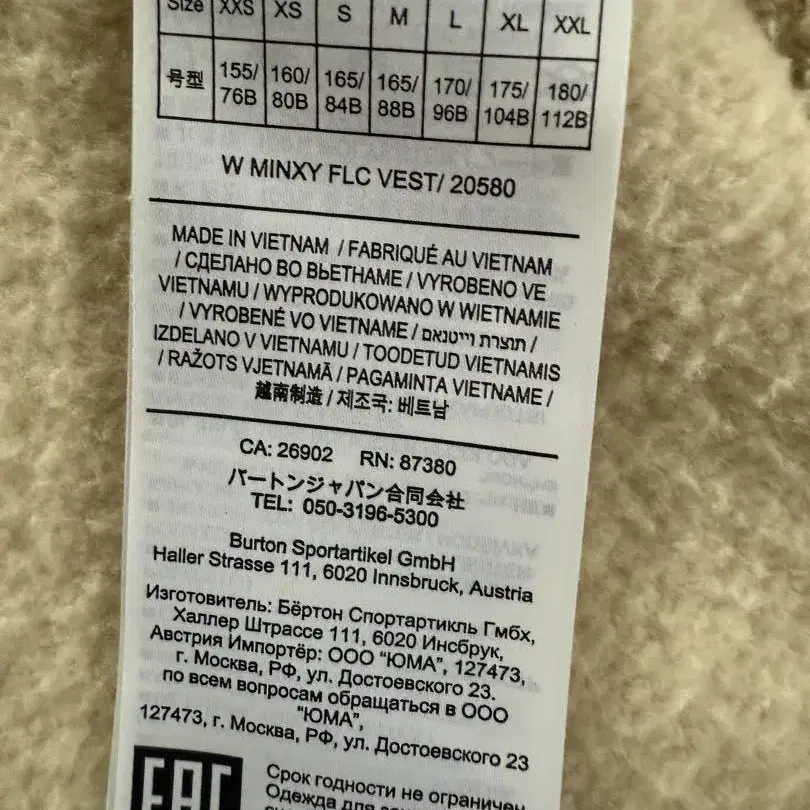 Size XXS XS S M L XL XXL
号型 155/76B 160/80B 165/84B 165/88B 170/96B 175/104B 180/112B
W MINXY FLC VEST/ 20580
MADE IN VIETNAM / FABRIQUÉ AU VIETNAM
/ СДЕЛАНО ВО ВЬЕТНАМЕ / VYROBENO VE
VIETNAMU / WYPRODUKOWANO W WIETNAMIE
/ VYROBENÉ VO VIETNAME / תוצרת וייטנאם /
IZDELANO V VIETNAMU / TOODETUD VIETNAMIS
/ RAŽOTS VJETNAMĀ / PAGAMINTA VIETNAME /
越南制造 / 제조국: 베트남
CA: 26902 RN: 87380
バートンジャパン合同会社
TEL: 050-3196-5300
Burton Sportartikel GmbH
Haller Strasse 111, 6020 Innsbruck, Austria
Изготовитель: Бёртон Спортартикль Гмбх,
Халлер Штрассе 111, 6020 Инсбрук,
Австрия Импортёр: ООО "ЮМА", 127473,
г. Москва, РФ, ул. Достоевского 23.
по всем вопросам обращаться в ООО
"ЮМА",
127473, г. Москва, РФ, ул. Достоевского 23
EAC
Срок годности не ограничен
Одежда для